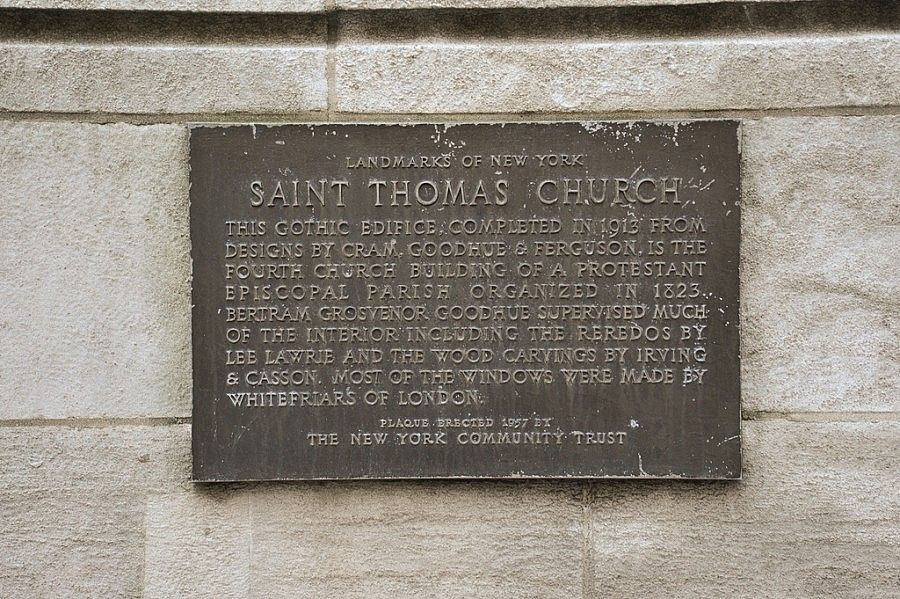 LANDMARKS OF NEW YORK
SAINT THOMAS CHURCH
THIS GOTHIC EDIFICE, COMPLETED IN 1913 FROM
DESIGNS BY CRAM, GOODHUE & FERGUSON, IS THE
FOURTH CHURCH BUILDING OF A PROTESTANT
EPISCOPAL PARISH ORGANIZED IN 1823.
BERTRAM GROSVENOR GOODHUE SUPERVISED MUCH
OF THE INTERIOR INCLUDING THE REREDOS BY
LEE LAWRIE AND THE WOOD CARVINGS BY IRVING
& CASSON. MOST OF THE WINDOWS WERE MADE BY
WHITEFRIARS OF LONDON.
PLAQUE ERECTED 1957 BY
THE NEW YORK COMMUNITY TRUST